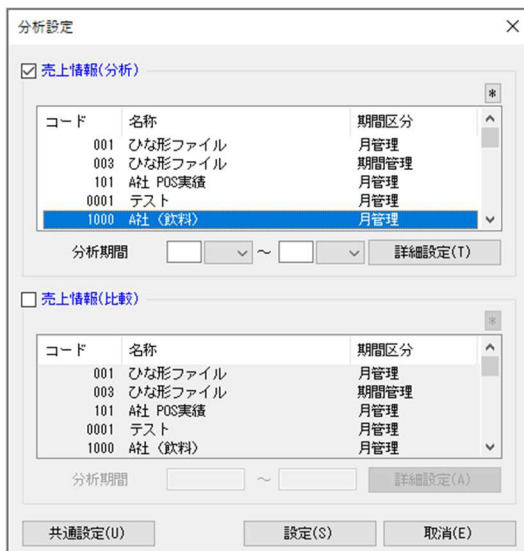 分析設定
売上情報(分析)
*
コード 名称 期間区分
001 ひな形ファイル 月管理
003 ひな形ファイル 期間管理
101 A社 POS実績 月管理
0001 テスト 月管理
1000 A社（飲料） 月管理
分析期間 ～ 詳細設定(T)
売上情報(比較)
*
コード 名称 期間区分
001 ひな形ファイル 月管理
003 ひな形ファイル 期間管理
101 A社 POS実績 月管理
0001 テスト 月管理
1000 A社（飲料） 月管理
分析期間 ～ 詳細設定(A)
共通設定(U) 設定(S) 取消(E)